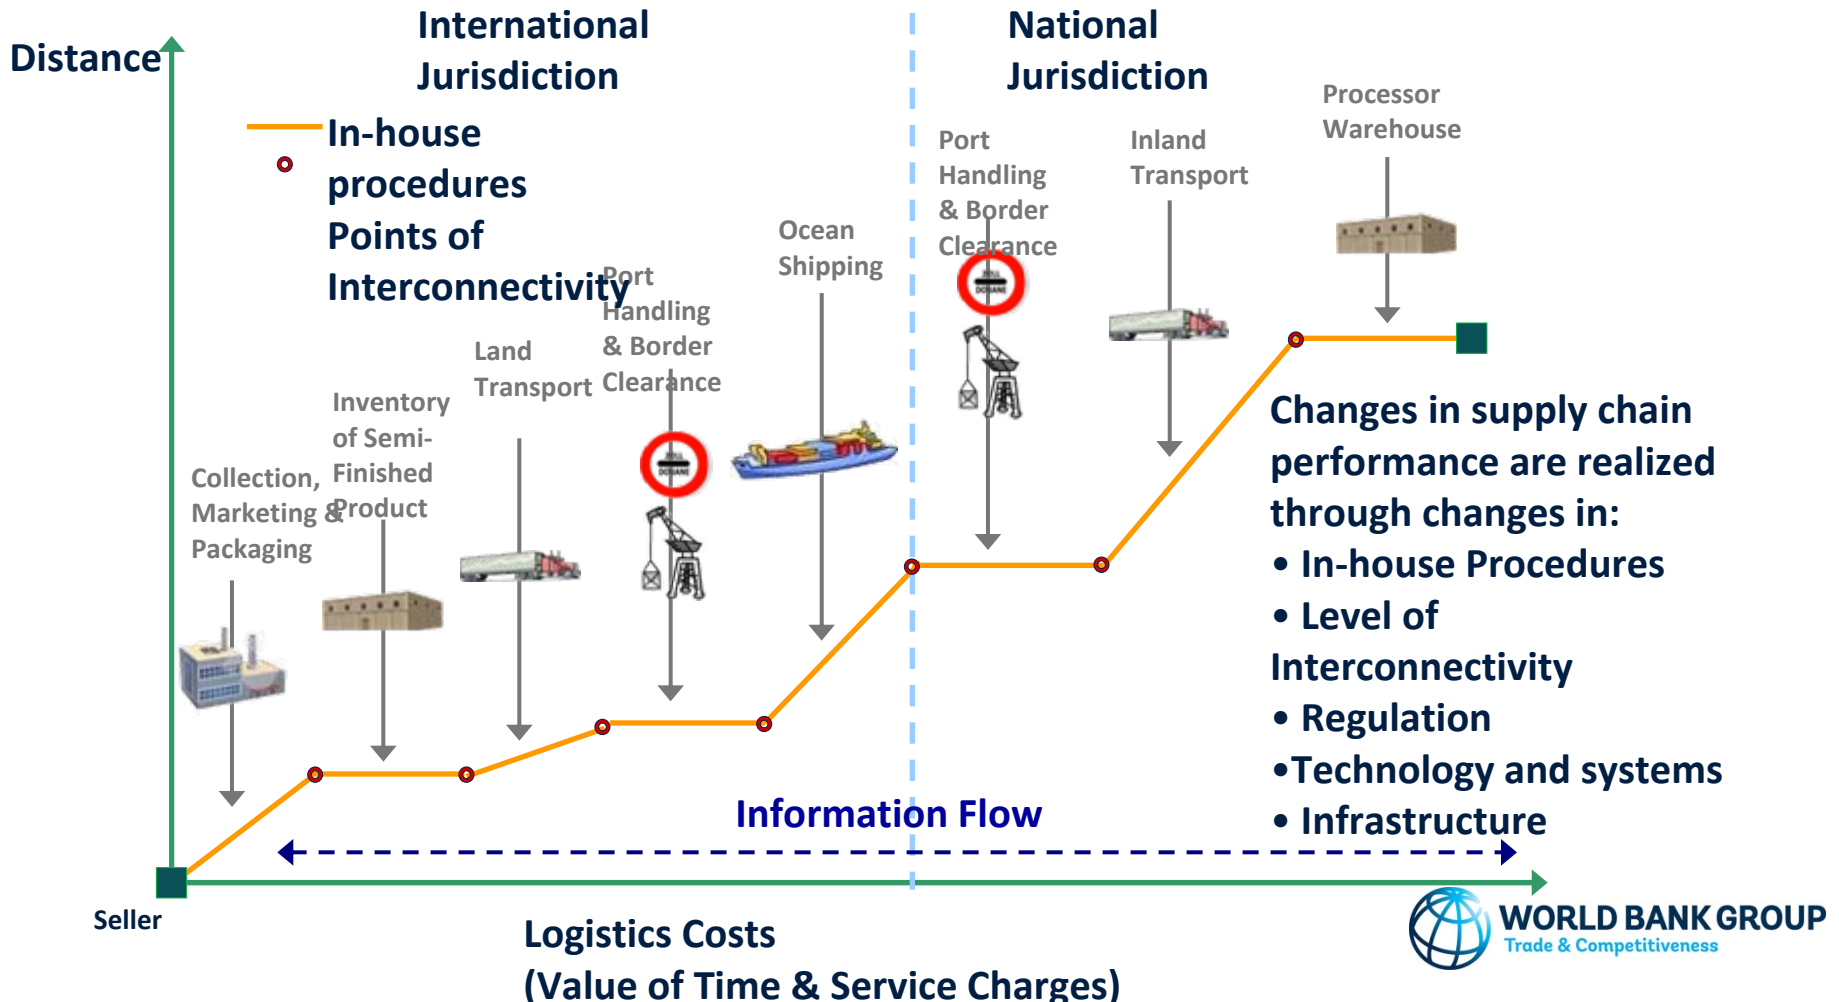 International
Jurisdiction
National
Jurisdiction
Distance
In-house
procedures
Points of
Interconnectivity
Processor
Warehouse
Port
Handling
& Border
Clearance
Inland
Transport
Ocean
Shipping
Port
Handling
& Border
Clearance
Land
Transport
Inventory
of Semi-
Finished
Product
Collection,
Marketing &
Packaging
DOUANE
DOUANE
Changes in supply chain
performance are realized
through changes in:
• In-house Procedures
• Level of
Interconnectivity
• Regulation
•Technology and systems
• Infrastructure
Information Flow
Seller
Logistics Costs
(Value of Time & Service Charges)
WORLD BANK GROUP
Trade & Competitiveness